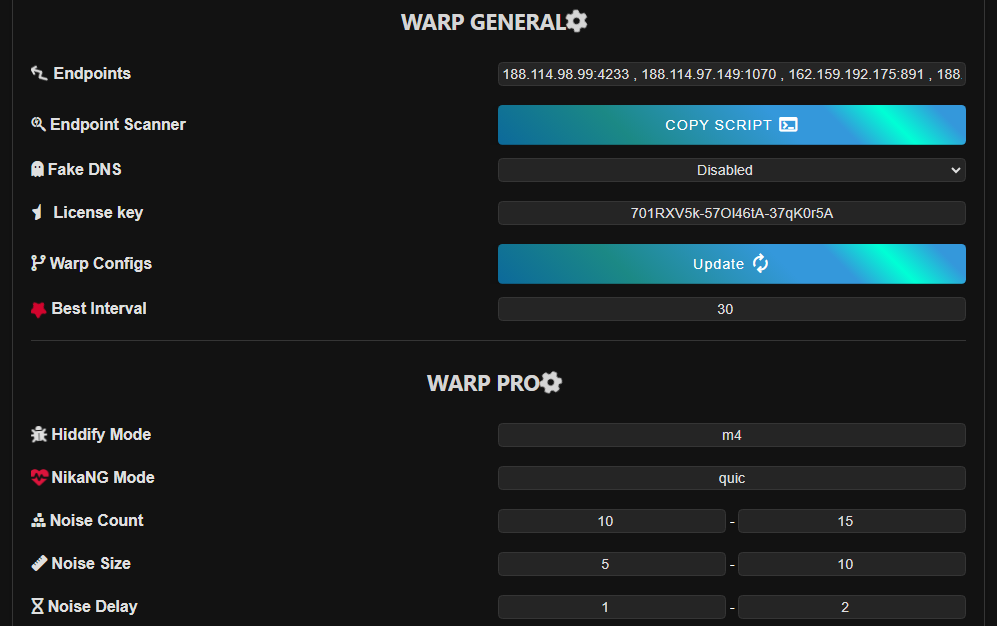 WARP GENERAL
Endpoints 188.114.98.99:4233 , 188.114.97.149:1070 , 162.159.192.175:891 , 188
Endpoint Scanner COPY SCRIPT
Fake DNS Disabled
License key 701RXV5k-57OI46tA-37qK0r5A
Warp Configs Update
Best Interval 30
WARP PRO
Hiddify Mode m4
NikaNG Mode quic
Noise Count 10 - 15
Noise Size 5 - 10
Noise Delay 1 - 2